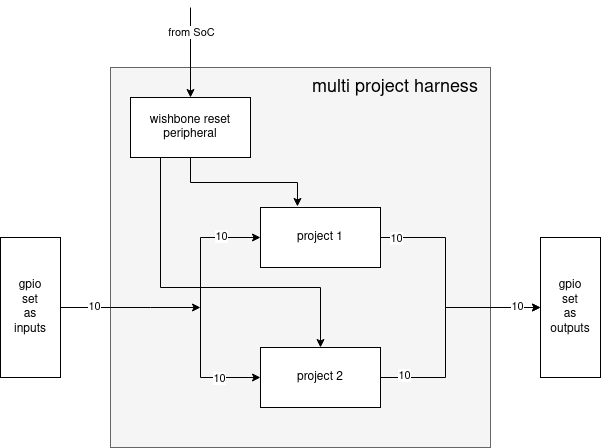 from SoC
multi project harness
wishbone reset
peripheral
10
project 1
10
gpio
set
as
inputs
10
10
gpio
set
as
outputs
10
project 2
10